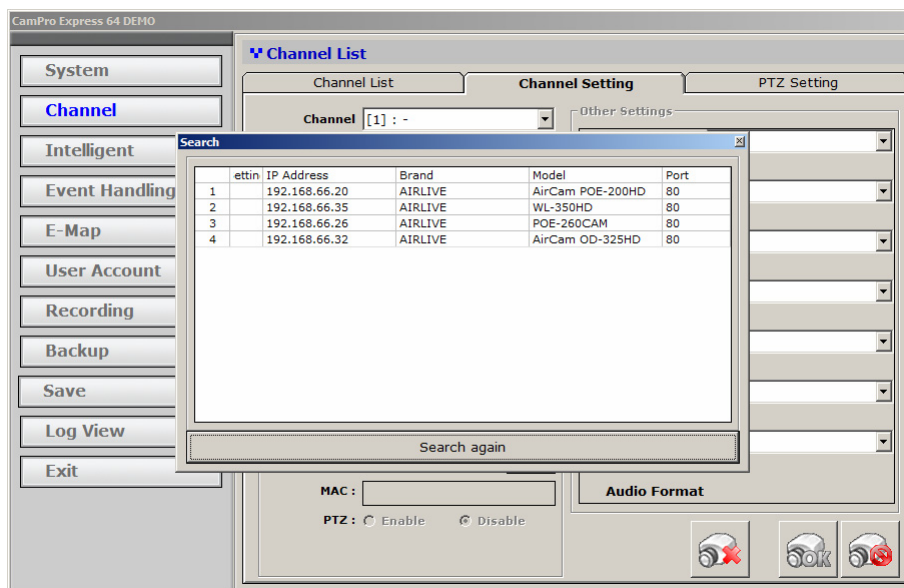 CamPro Express 64 DEMO
System
Channel
Intelligent
Event Handling
E-Map
User Account
Recording
Backup
Save
Log View
Exit
Channel List
Channel List Channel Setting PTZ Setting
Channel [1] : -
Other Settings
Search
ettin IP Address Brand Model Port
1 192.168.66.20 AIRLIVE AirCam POE-200HD 80
2 192.168.66.35 AIRLIVE WL-350HD 80
3 192.168.66.26 AIRLIVE POE-260CAM 80
4 192.168.66.32 AIRLIVE AirCam OD-325HD 80
Search again
MAC :
PTZ : Enable Disable
Audio Format
OK